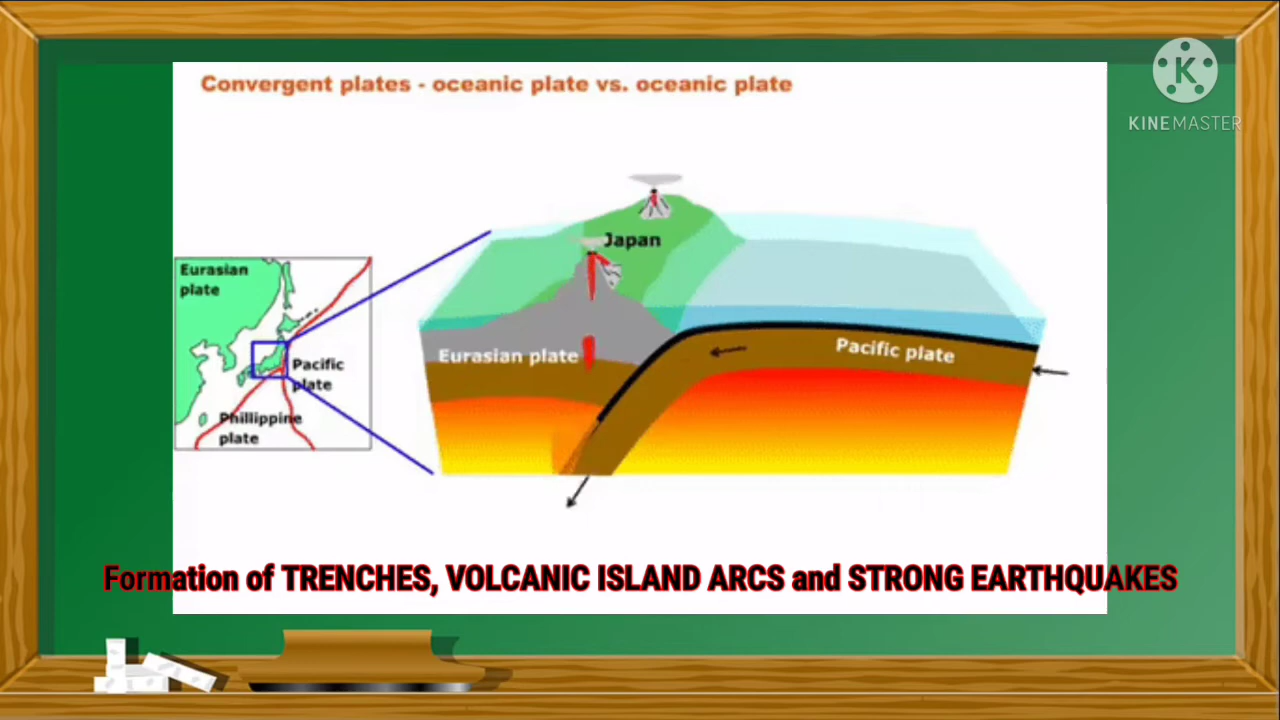 Convergent plates - oceanic plate vs. oceanic plate
K
KINEMASTER
Japan
Eurasian
plate
Pacific
plate
Phillippine
plate
Eurasian plate
Pacific plate
Formation of TRENCHES, VOLCANIC ISLAND ARCS and STRONG EARTHQUAKES